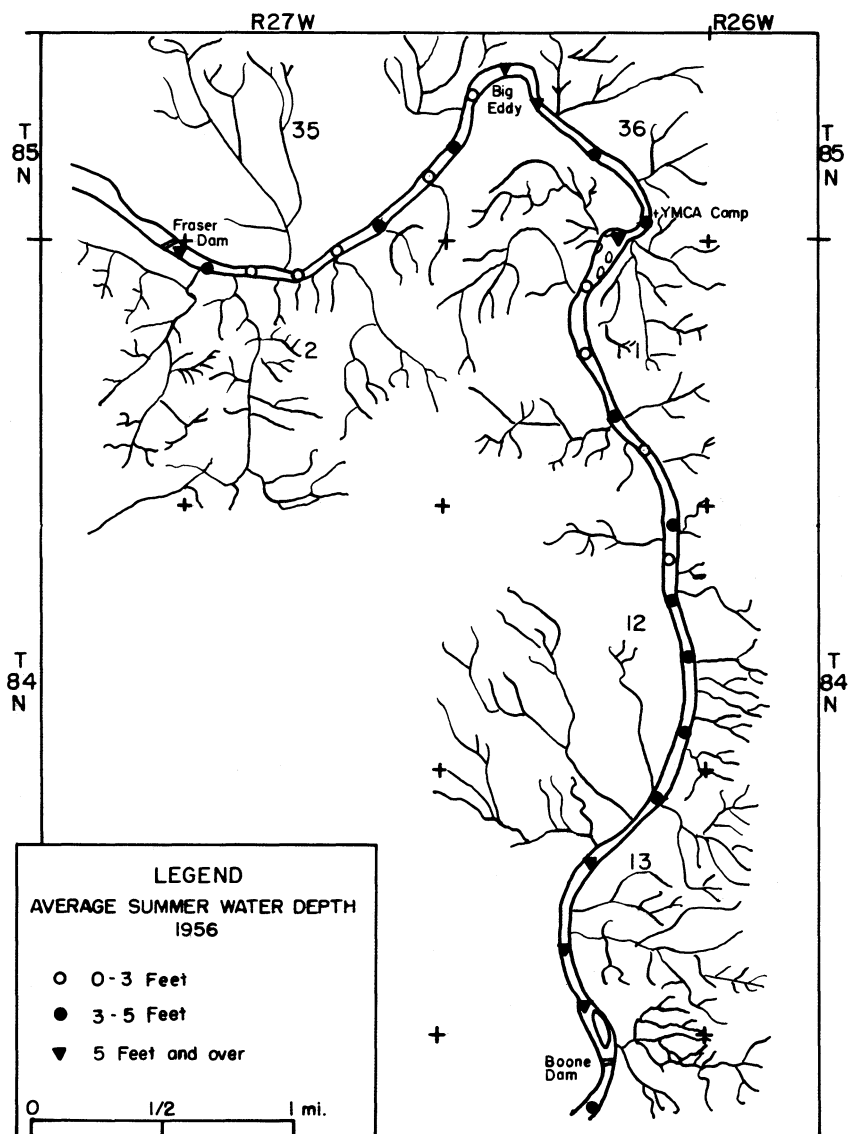 R27W
R26W
T
85
N
T
85
N
35
Big
Eddy
36
Fraser
Dam
YMCA Camp
2
1
12
T
84
N
T
84
N
13
Boone
Dam
LEGEND
AVERAGE SUMMER WATER DEPTH
1956
0-3 Feet
3-5 Feet
5 Feet and over
0 1/2 1 mi.